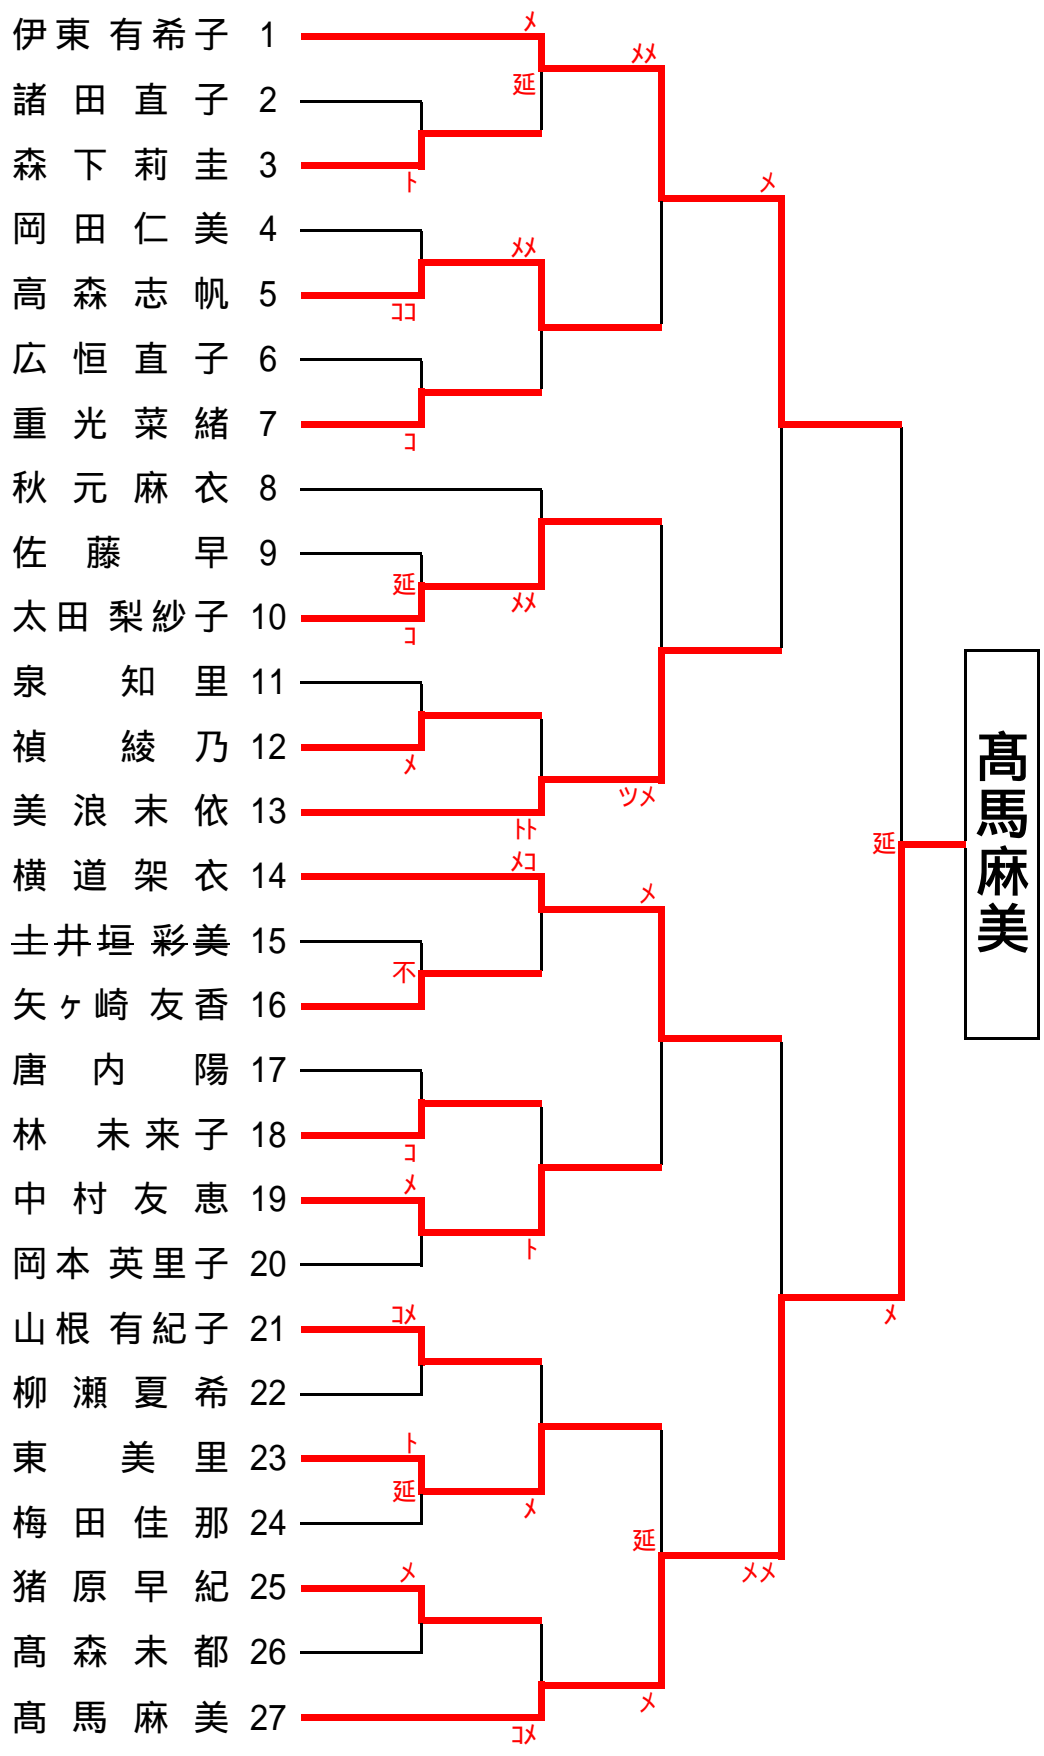 伊東 有希子 1
メ
メメ
延
諸田直子 2
森下莉圭 3
ト
メ
岡田仁美 4
メメ
高森志帆 5
ココ
広恒直子 6
重光菜緒 7
コ
秋元麻衣 8
佐藤 早 9
延
太田 梨紗子 10
メメ
コ
泉 知里 11
禎 綾乃 12
メ
ツメ
美浪末依 13
トト
メコ
横道架衣 14
メ
土井垣 彩美 15
不
矢ヶ崎 友香 16
唐内 陽 17
林 未来子 18
コ
メ
中村友恵 19
ト
岡本 英里子 20
コメ
山根 有紀子 21
メ
柳瀬夏希 22
ト
東 美里 23
延
メ
梅田佳那 24
延
メ
猪原早紀 25
メメ
髙森未都 26
髙馬麻美 27
メ
コメ
延
髙馬麻美